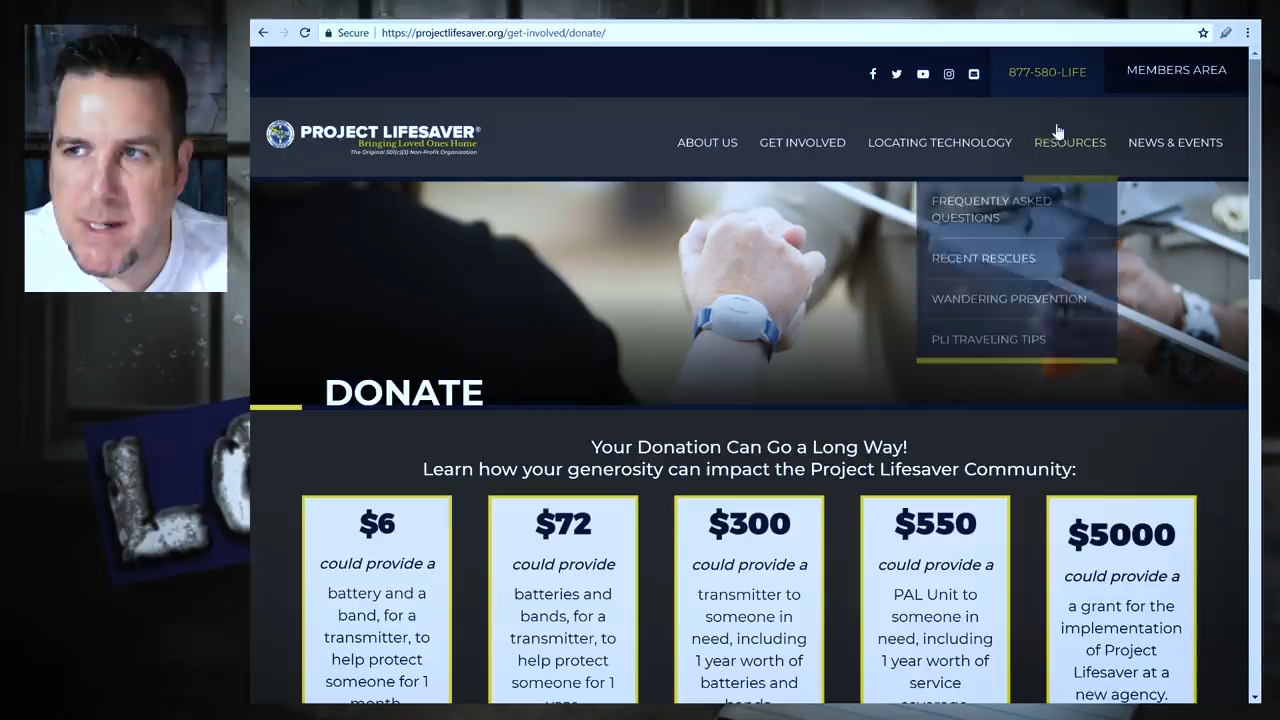 Secure | https://projectlifesaver.org/get-involved/donate/
877-580-LIFE
MEMBERS AREA
PROJECT LIFESAVER®
Bringing Loved Ones Home
The Original 501(c)(3) Non-Profit Organization
ABOUT US
GET INVOLVED
LOCATING TECHNOLOGY
RESOURCES
NEWS & EVENTS
FREQUENTLY ASKED
QUESTIONS
RECENT RESCUES
WANDERING PREVENTION
PLI TRAVELING TIPS
DONATE
Your Donation Can Go a Long Way!
Learn how your generosity can impact the Project Lifesaver Community:
$6
could provide a
battery and a
band, for a
transmitter, to
help protect
someone for 1
month
$72
could provide
batteries and
bands, for a
transmitter, to
help protect
someone for 1
year
$300
could provide a
transmitter to
someone in
need, including
1 year worth of
batteries and
bands
$550
could provide a
PAL Unit to
someone in
need, including
1 year worth of
service
coverage
$5000
could provide a
a grant for the
implementation
of Project
Lifesaver at a
new agency.